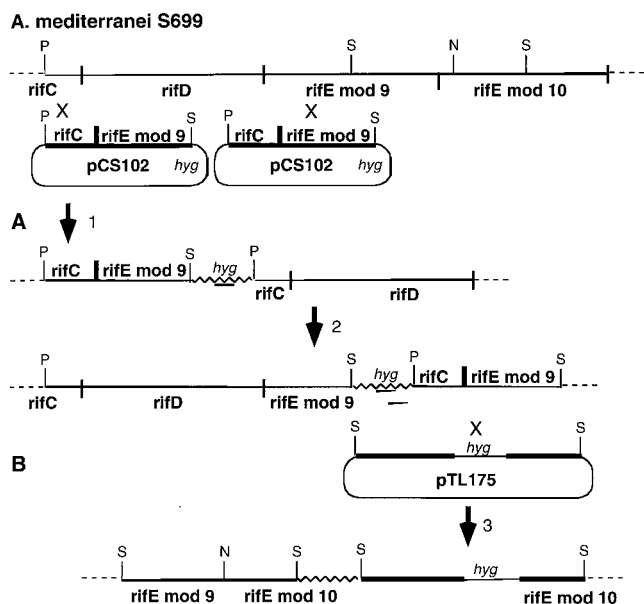 A. mediterranei S699
P S N S
rifC rifD rifE mod 9 rifE mod 10
X X
P S P S
rifC rifE mod 9 rifC rifE mod 9
pCS102 hyg pCS102 hyg
A 1
P S hyg P
rifC rifE mod 9 rifC rifD
2
P S hyg P S
rifC rifE mod 9
rifC rifD rifE mod 9
S X S
hyg
B pTL175
3
S N S S hyg S
rifE mod 9 rifE mod 10 rifE mod 10